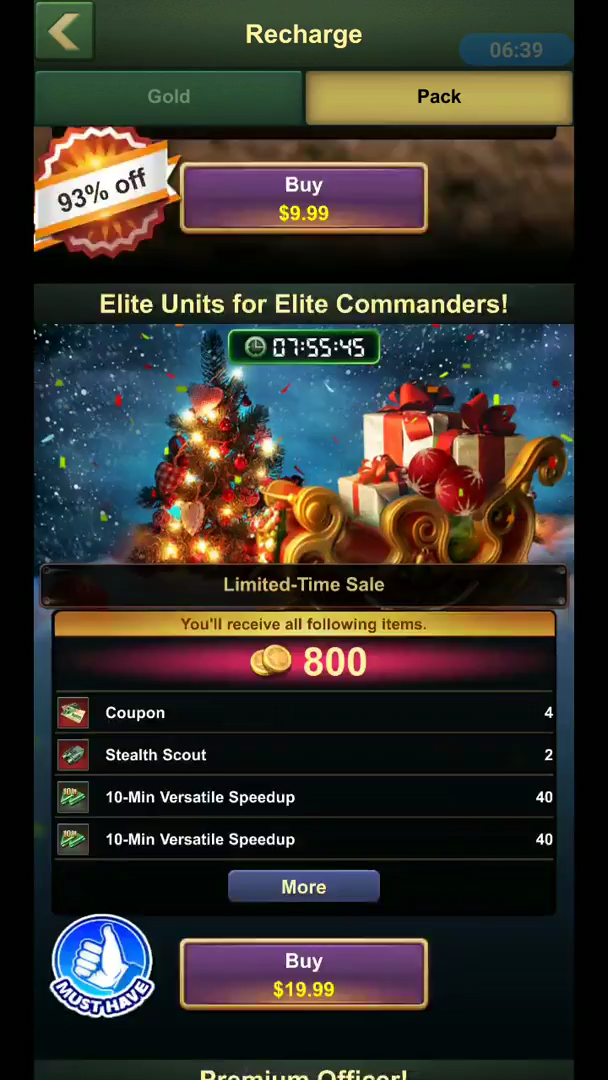 Recharge
06:39
Gold
Pack
93% off
Buy
$9.99
Elite Units for Elite Commanders!
07:55:45
Limited-Time Sale
You'll receive all following items.
800
Coupon 4
Stealth Scout 2
10-Min Versatile Speedup 40
10-Min Versatile Speedup 40
More
MUST HAVE
Buy
$19.99
Premium Officer!